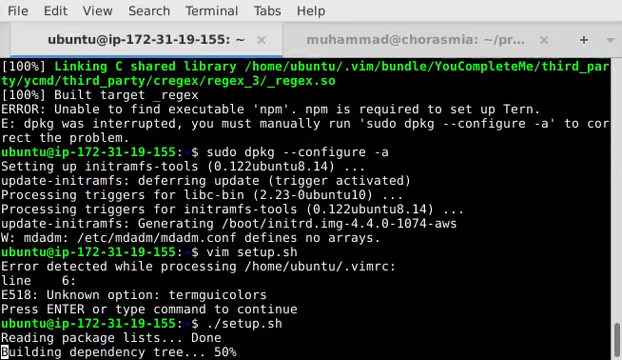 File Edit View Search Terminal Tabs Help
ubuntu@ip-172-31-19-155: ~ × muhammad@chorasmia: ~/pr... × + ▾
[100%] Linking C shared library /home/ubuntu/.vim/bundle/YouCompleteMe/third_par
ty/ycmd/third_party/cregex/regex_3/_regex.so
[100%] Built target _regex
ERROR: Unable to find executable 'npm'. npm is required to set up Tern.
E: dpkg was interrupted, you must manually run 'sudo dpkg --configure -a' to cor
rect the problem.
ubuntu@ip-172-31-19-155:~$ sudo dpkg --configure -a
Setting up initramfs-tools (0.122ubuntu8.14) ...
update-initramfs: deferring update (trigger activated)
Processing triggers for libc-bin (2.23-0ubuntu10) ...
Processing triggers for initramfs-tools (0.122ubuntu8.14) ...
update-initramfs: Generating /boot/initrd.img-4.4.0-1074-aws
W: mdadm: /etc/mdadm/mdadm.conf defines no arrays.
ubuntu@ip-172-31-19-155:~$ vim setup.sh
Error detected while processing /home/ubuntu/.vimrc:
line    6:
E518: Unknown option: termguicolors
Press ENTER or type command to continue
ubuntu@ip-172-31-19-155:~$ ./setup.sh
Reading package lists... Done
Building dependency tree... 50%